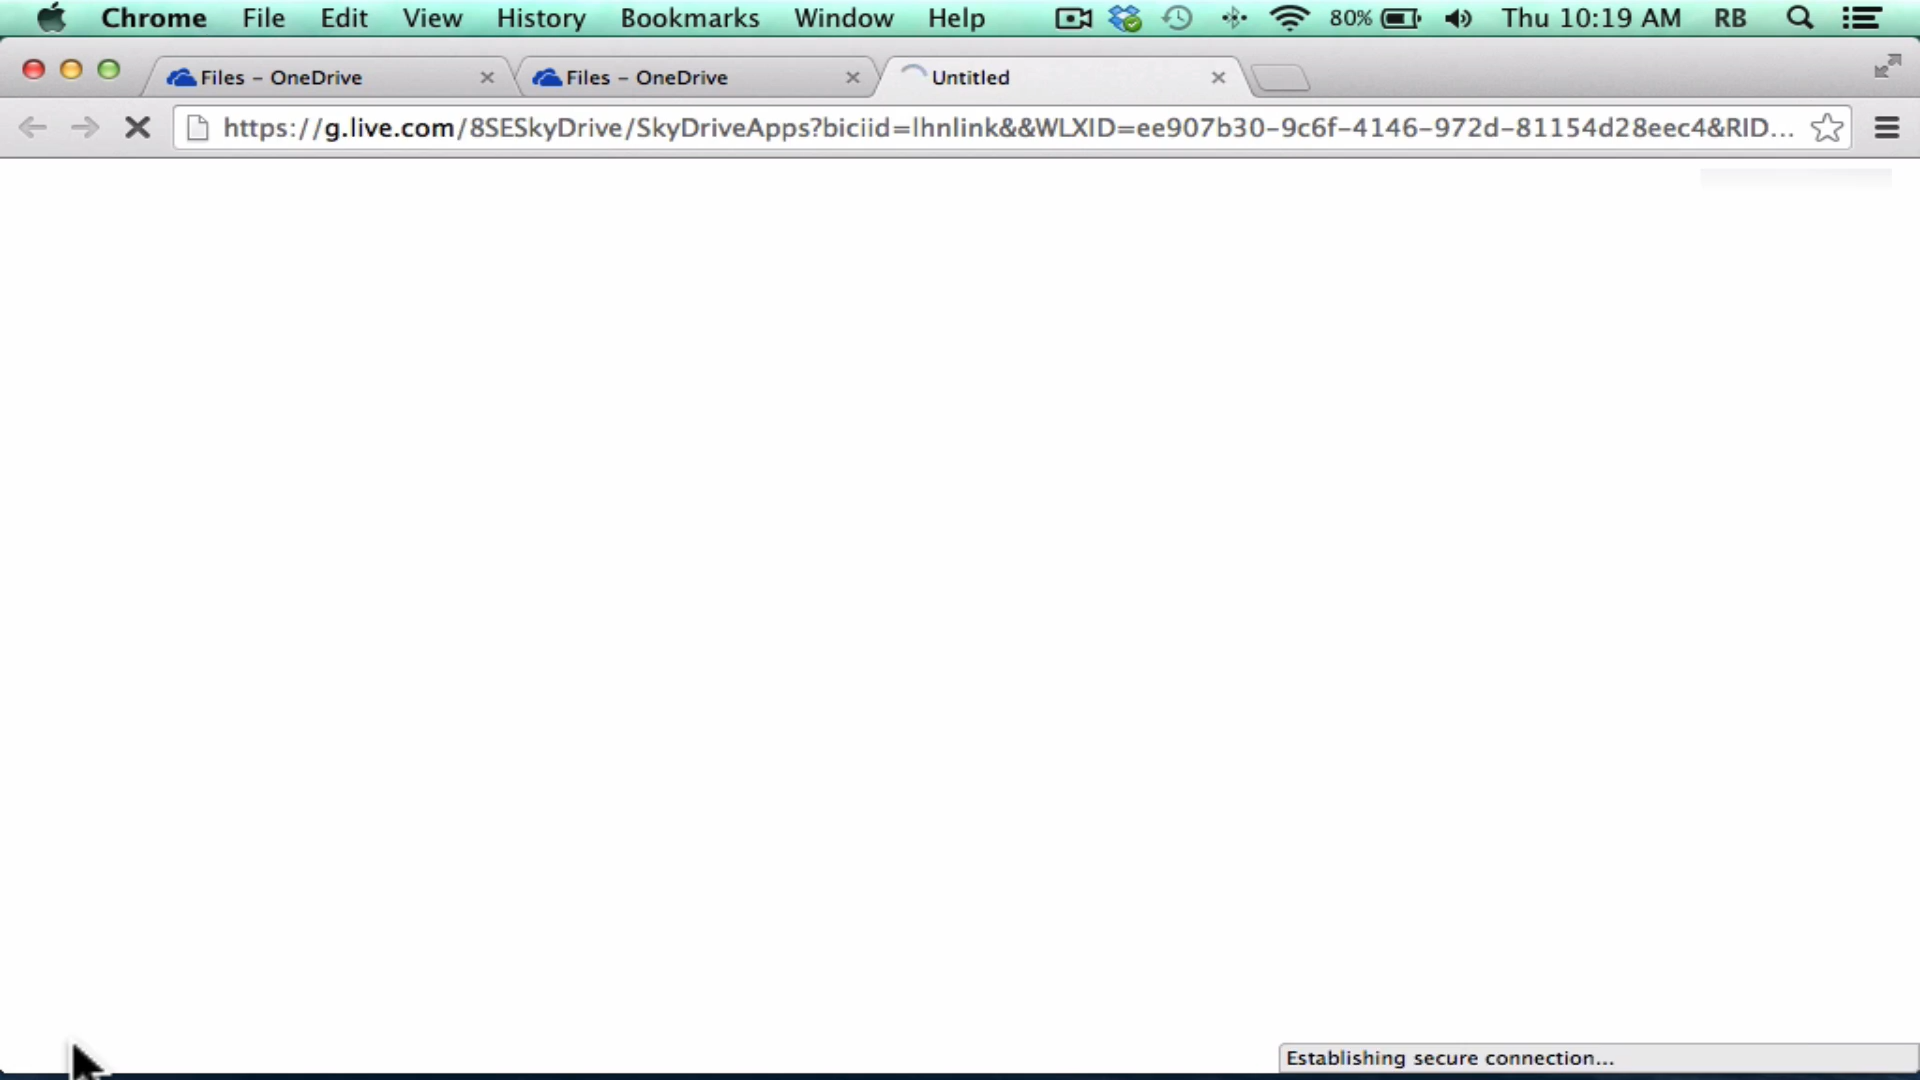 Chrome File Edit View History Bookmarks Window Help 80% Thu 10:19 AM RB
Files – OneDrive Files – OneDrive Untitled
https://g.live.com/8SESkyDrive/SkyDriveApps?biciid=lhnlink&&WLXID=ee907b30-9c6f-4146-972d-81154d28eec4&RID...
Establishing secure connection...